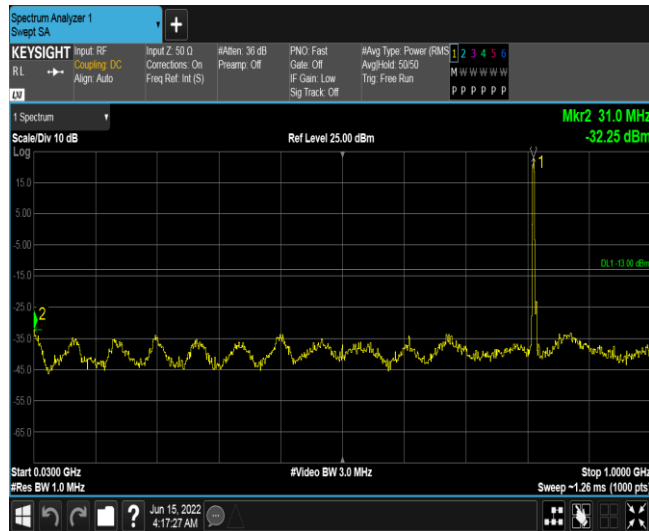 Spectrum Analyzer 1
Swept SA
+
KEYSIGHT
RL
LXI
Input: RF
Coupling: DC
Align: Auto
Input Z: 50 Ω
Corrections: On
Freq Ref: Int (S)
#Atten: 36 dB
Preamp: Off
PNO: Fast
Gate: Off
IF Gain: Low
Sig Track: Off
#Avg Type: Power (RMS
Avg|Hold: 50/50
Trig: Free Run
1 2 3 4 5 6
M W W W W W
P P P P P P
1 Spectrum
Mkr2 31.0 MHz
-32.25 dBm
Scale/Div 10 dB
Ref Level 25.00 dBm
Log
1
15.0
5.00
-5.00
DL1 -13.00 dBm
-15.0
-25.0
2
-35.0
-45.0
-55.0
-65.0
Start 0.0300 GHz
#Video BW 3.0 MHz
Stop 1.0000 GHz
#Res BW 1.0 MHz
Sweep ~1.26 ms (1000 pts)
?
Jun 15, 2022
4:17:27 AM